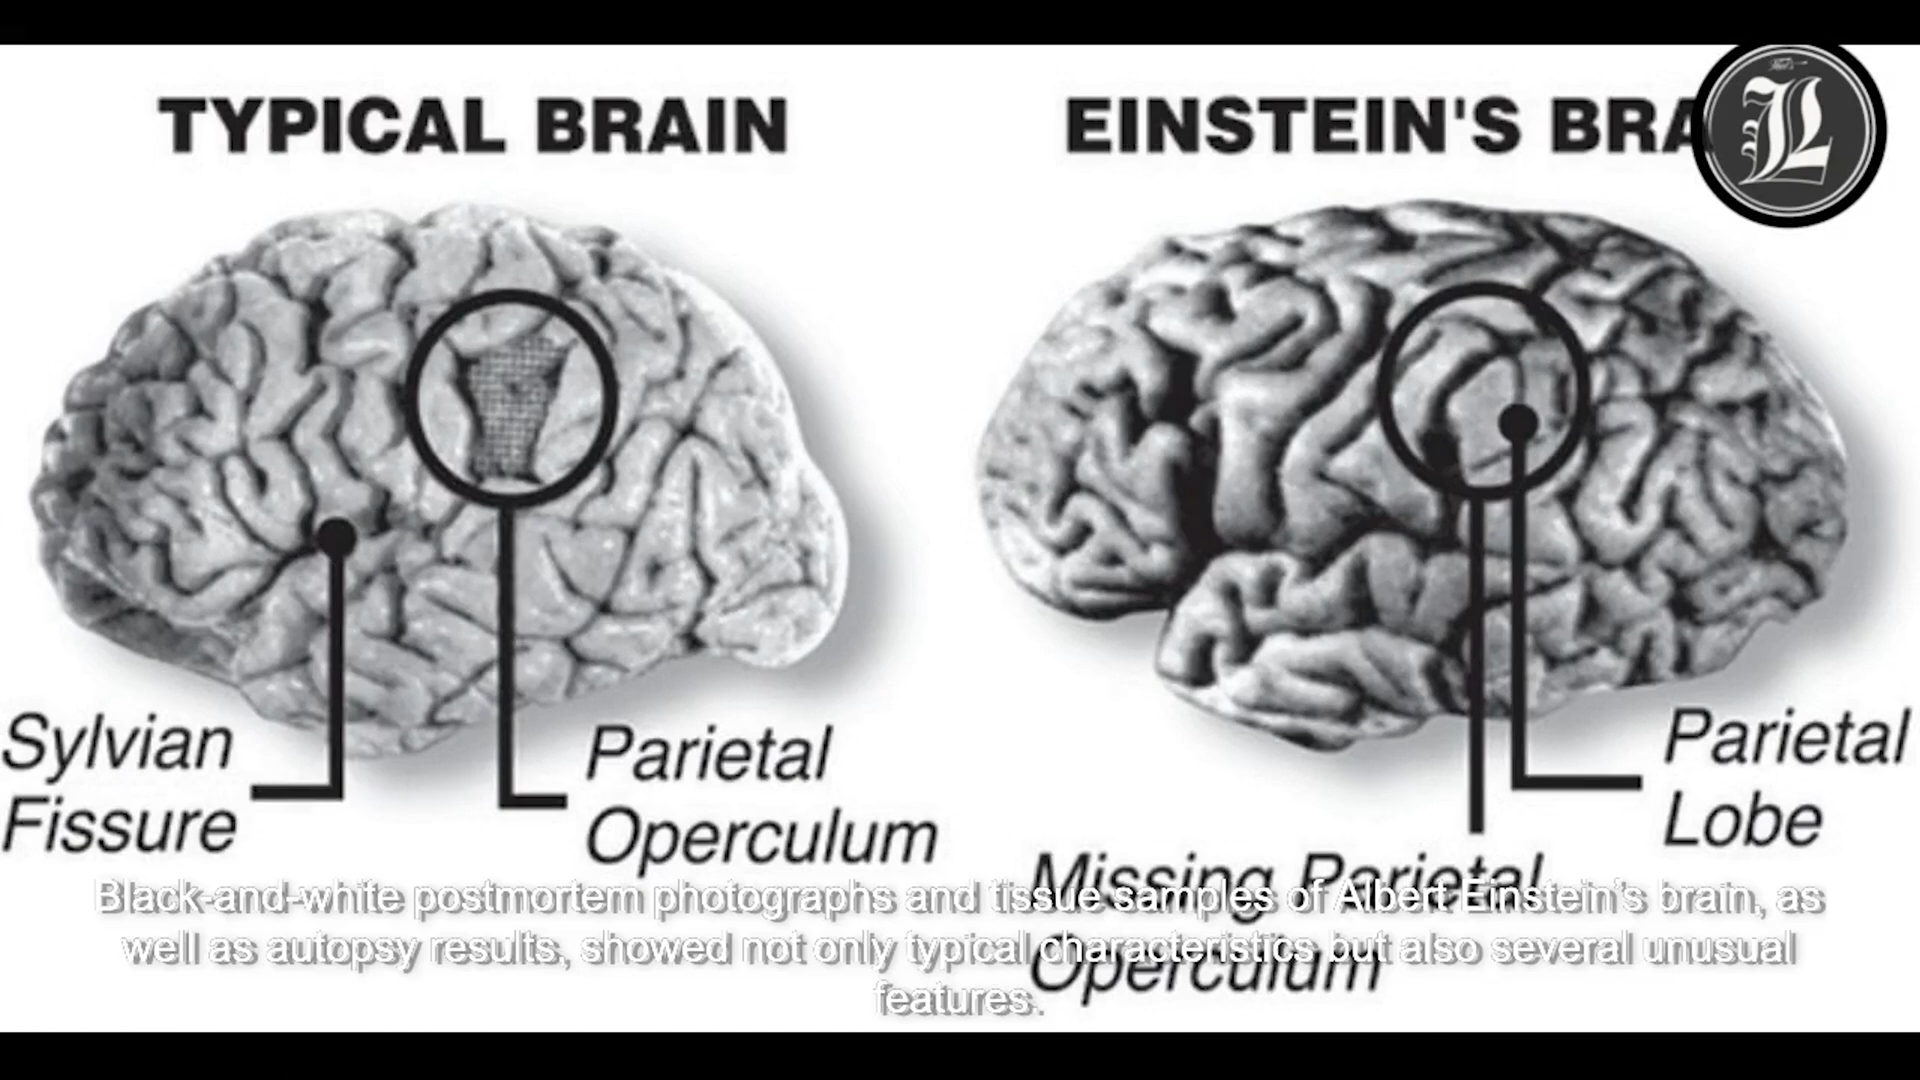 TYPICAL BRAIN
EINSTEIN'S BRA
L
Sylvian
Fissure
Parietal
Operculum
Missing Parietal
Operculum
Parietal
Lobe
Black-and-white postmortem photographs and tissue samples of Albert Einstein's brain, as
well as autopsy results, showed not only typical characteristics but also several unusual
features.